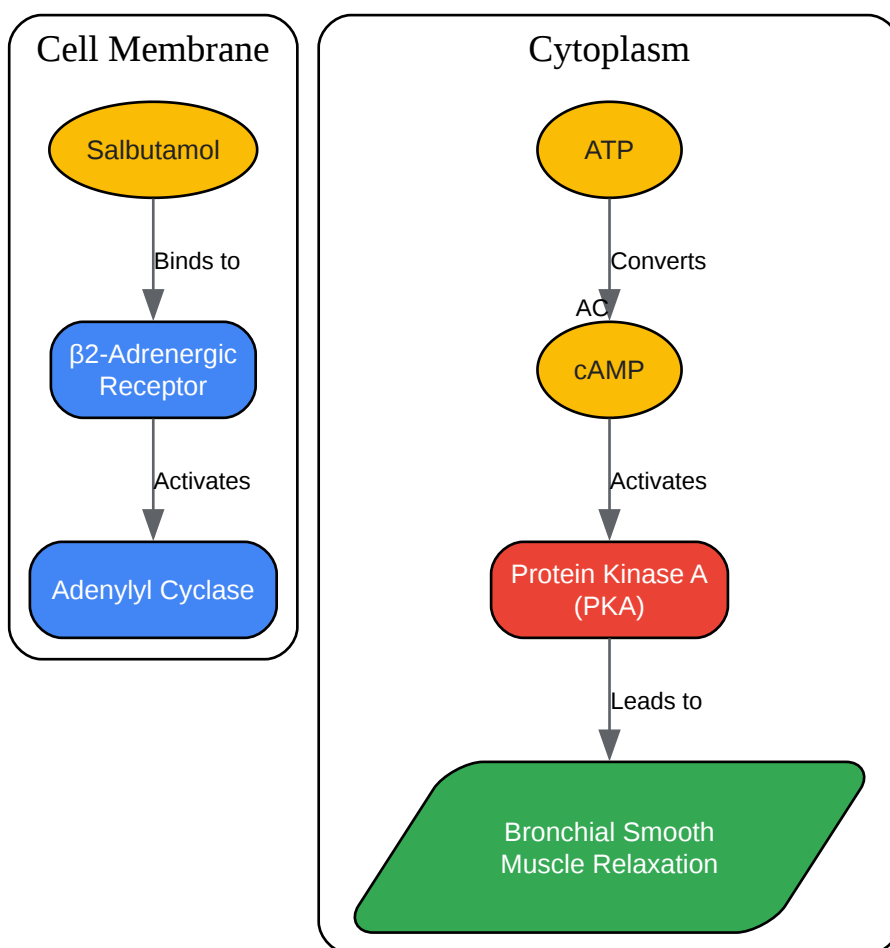 Cell Membrane
Salbutamol
Binds to
β2-Adrenergic
Receptor
Activates
Adenylyl Cyclase
Cytoplasm
ATP
Converts
AC
cAMP
Activates
Protein Kinase A
(PKA)
Leads to
Bronchial Smooth
Muscle Relaxation